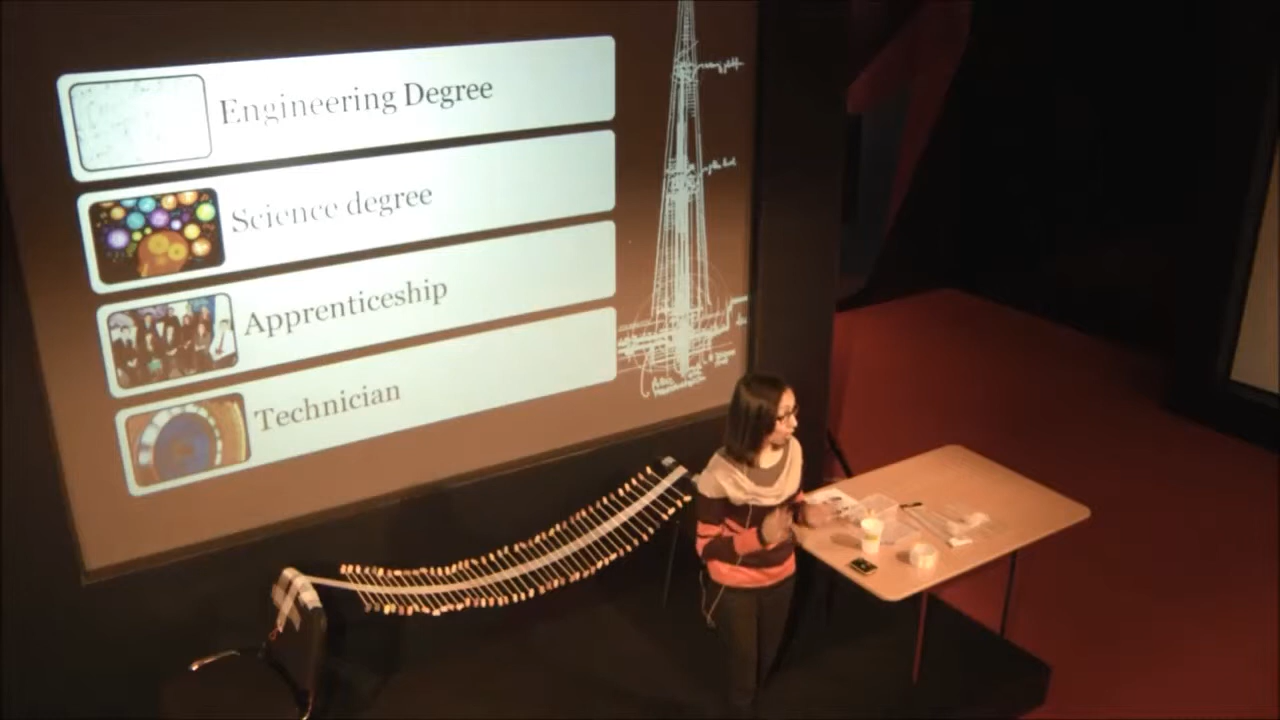 Engineering Degree
Science degree
Apprenticeship
Technician